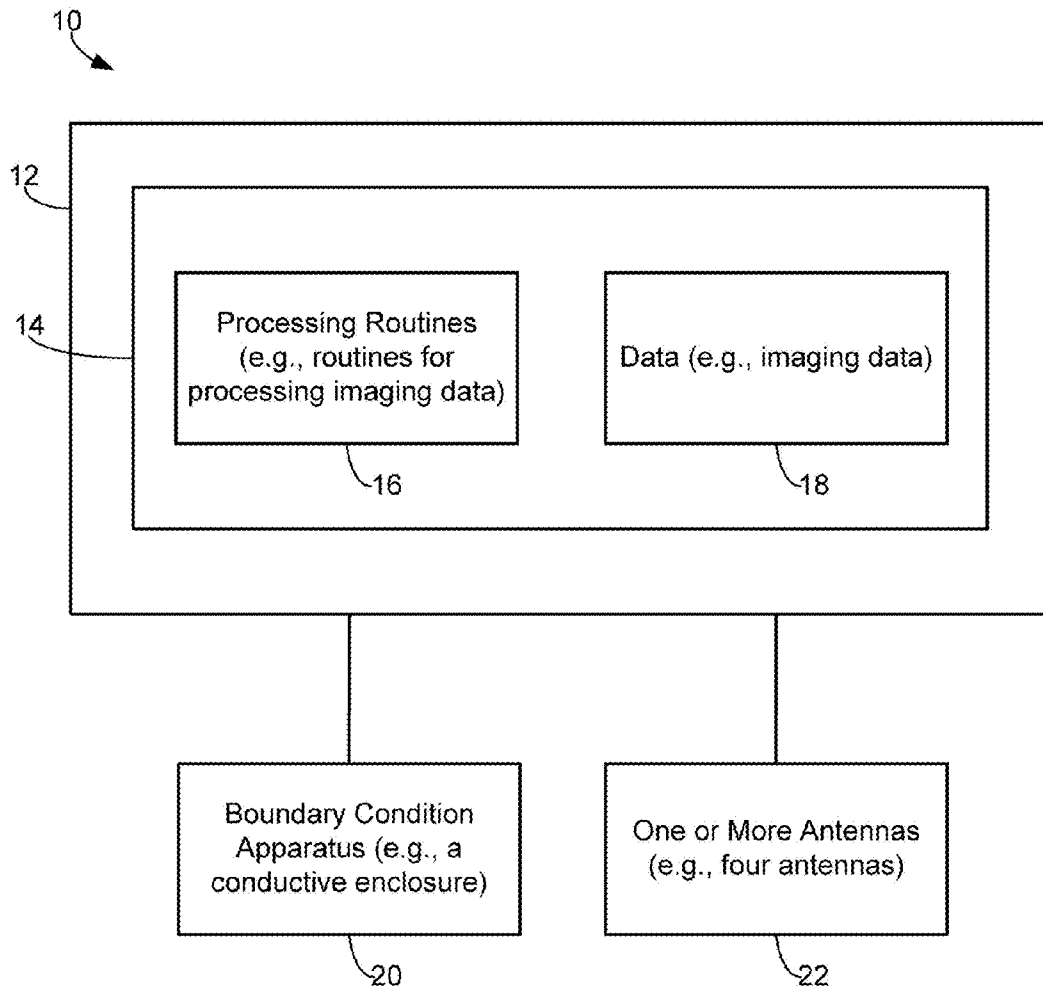 10
12
14
Processing Routines
(e.g., routines for
processing imaging data)
Data (e.g., imaging data)
16
18
Boundary Condition
Apparatus (e.g., a
conductive enclosure)
One or More Antennas
(e.g., four antennas)
20
22